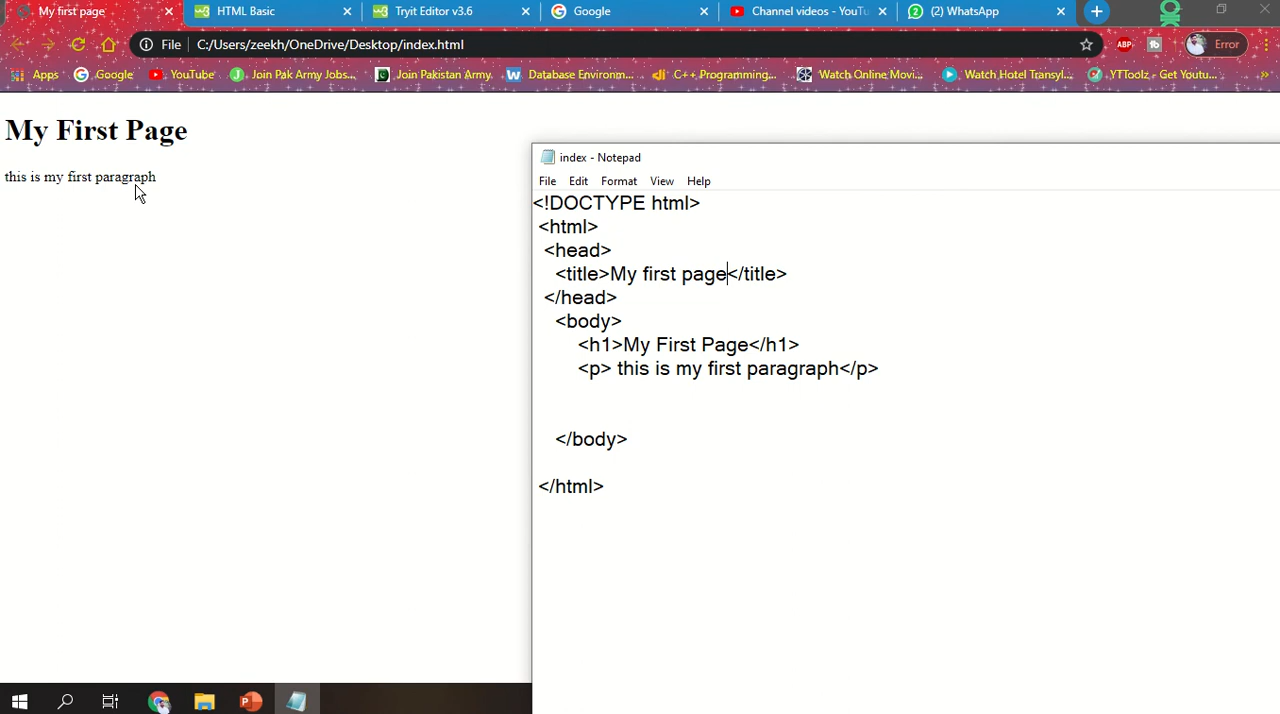 My first page
HTML Basic
Tryit Editor v3.6
Google
Channel videos - YouTu
(2) WhatsApp
File C:/Users/zeekh/OneDrive/Desktop/index.html
ABP
Error
Apps
Google
YouTube
Join Pak Army Jobs...
Join Pakistan Army.
Database Environm...
C++ Programming,...
Watch Online Movi...
Watch Hotel Transyl...
YTToolz - Get Youtu...
My First Page
this is my first paragraph
index - Notepad
File Edit Format View Help
<!DOCTYPE html>
<html>
<head>
<title>My first page</title>
</head>
<body>
<h1>My First Page</h1>
<p> this is my first paragraph</p>
</body>
</html>